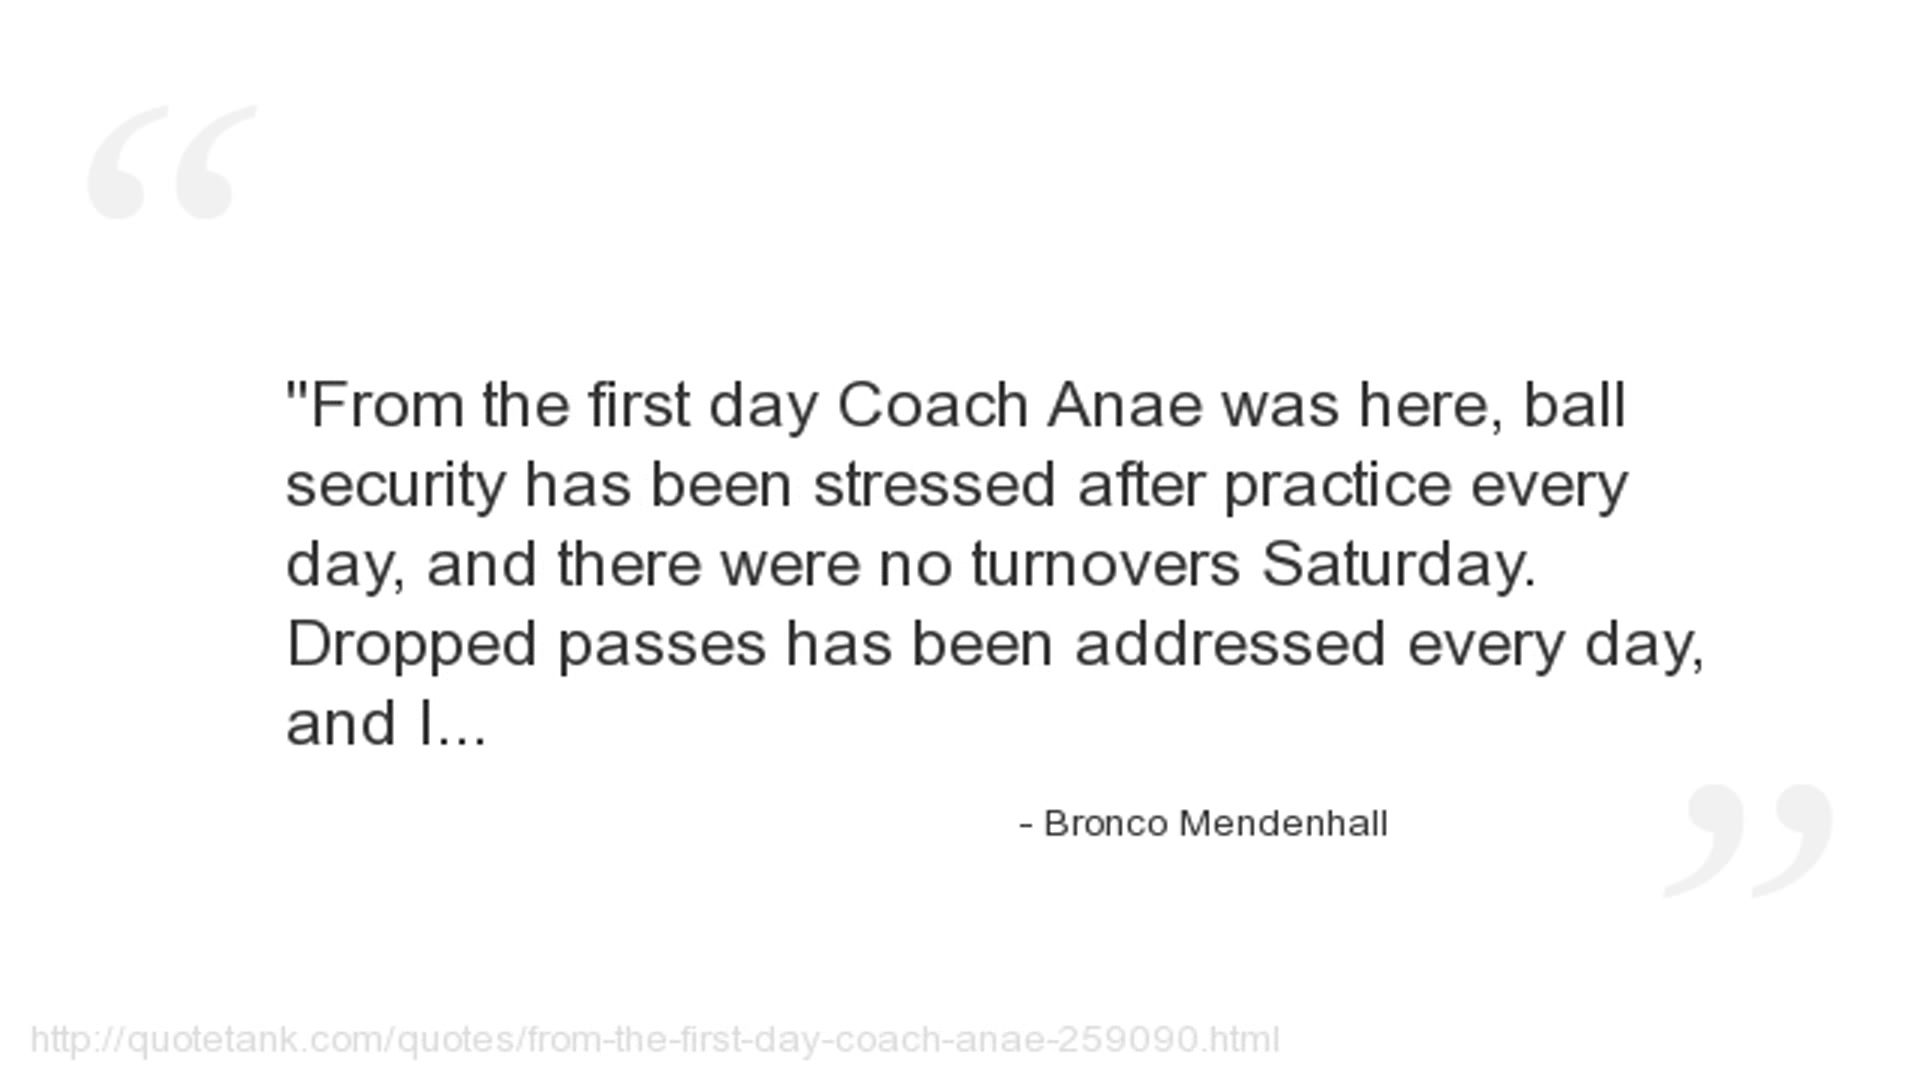 "From the first day Coach Anae was here, ball
security has been stressed after practice every
day, and there were no turnovers Saturday.
Dropped passes has been addressed every day,
and I...
- Bronco Mendenhall
http://quotetank.com/quotes/from-the-first-day-coach-anae-259090.html